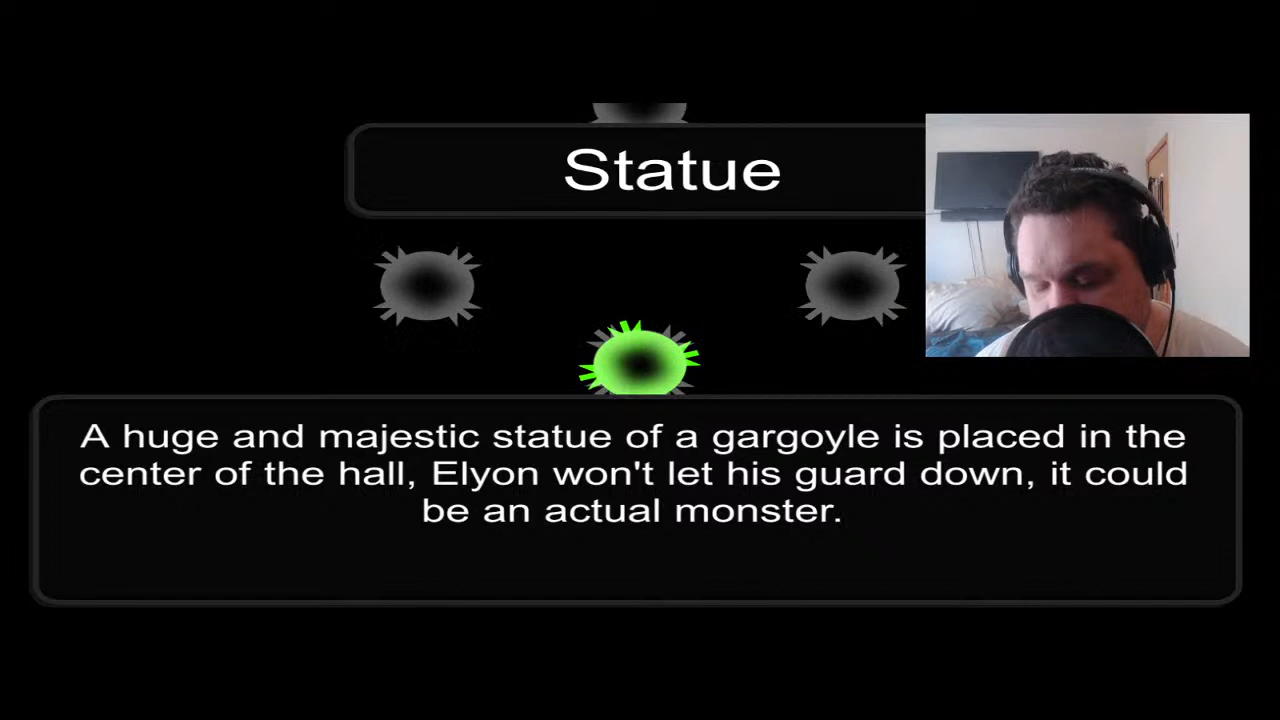 Statue
A huge and majestic statue of a gargoyle is placed in the
center of the hall, Elyon won't let his guard down, it could
be an actual monster.